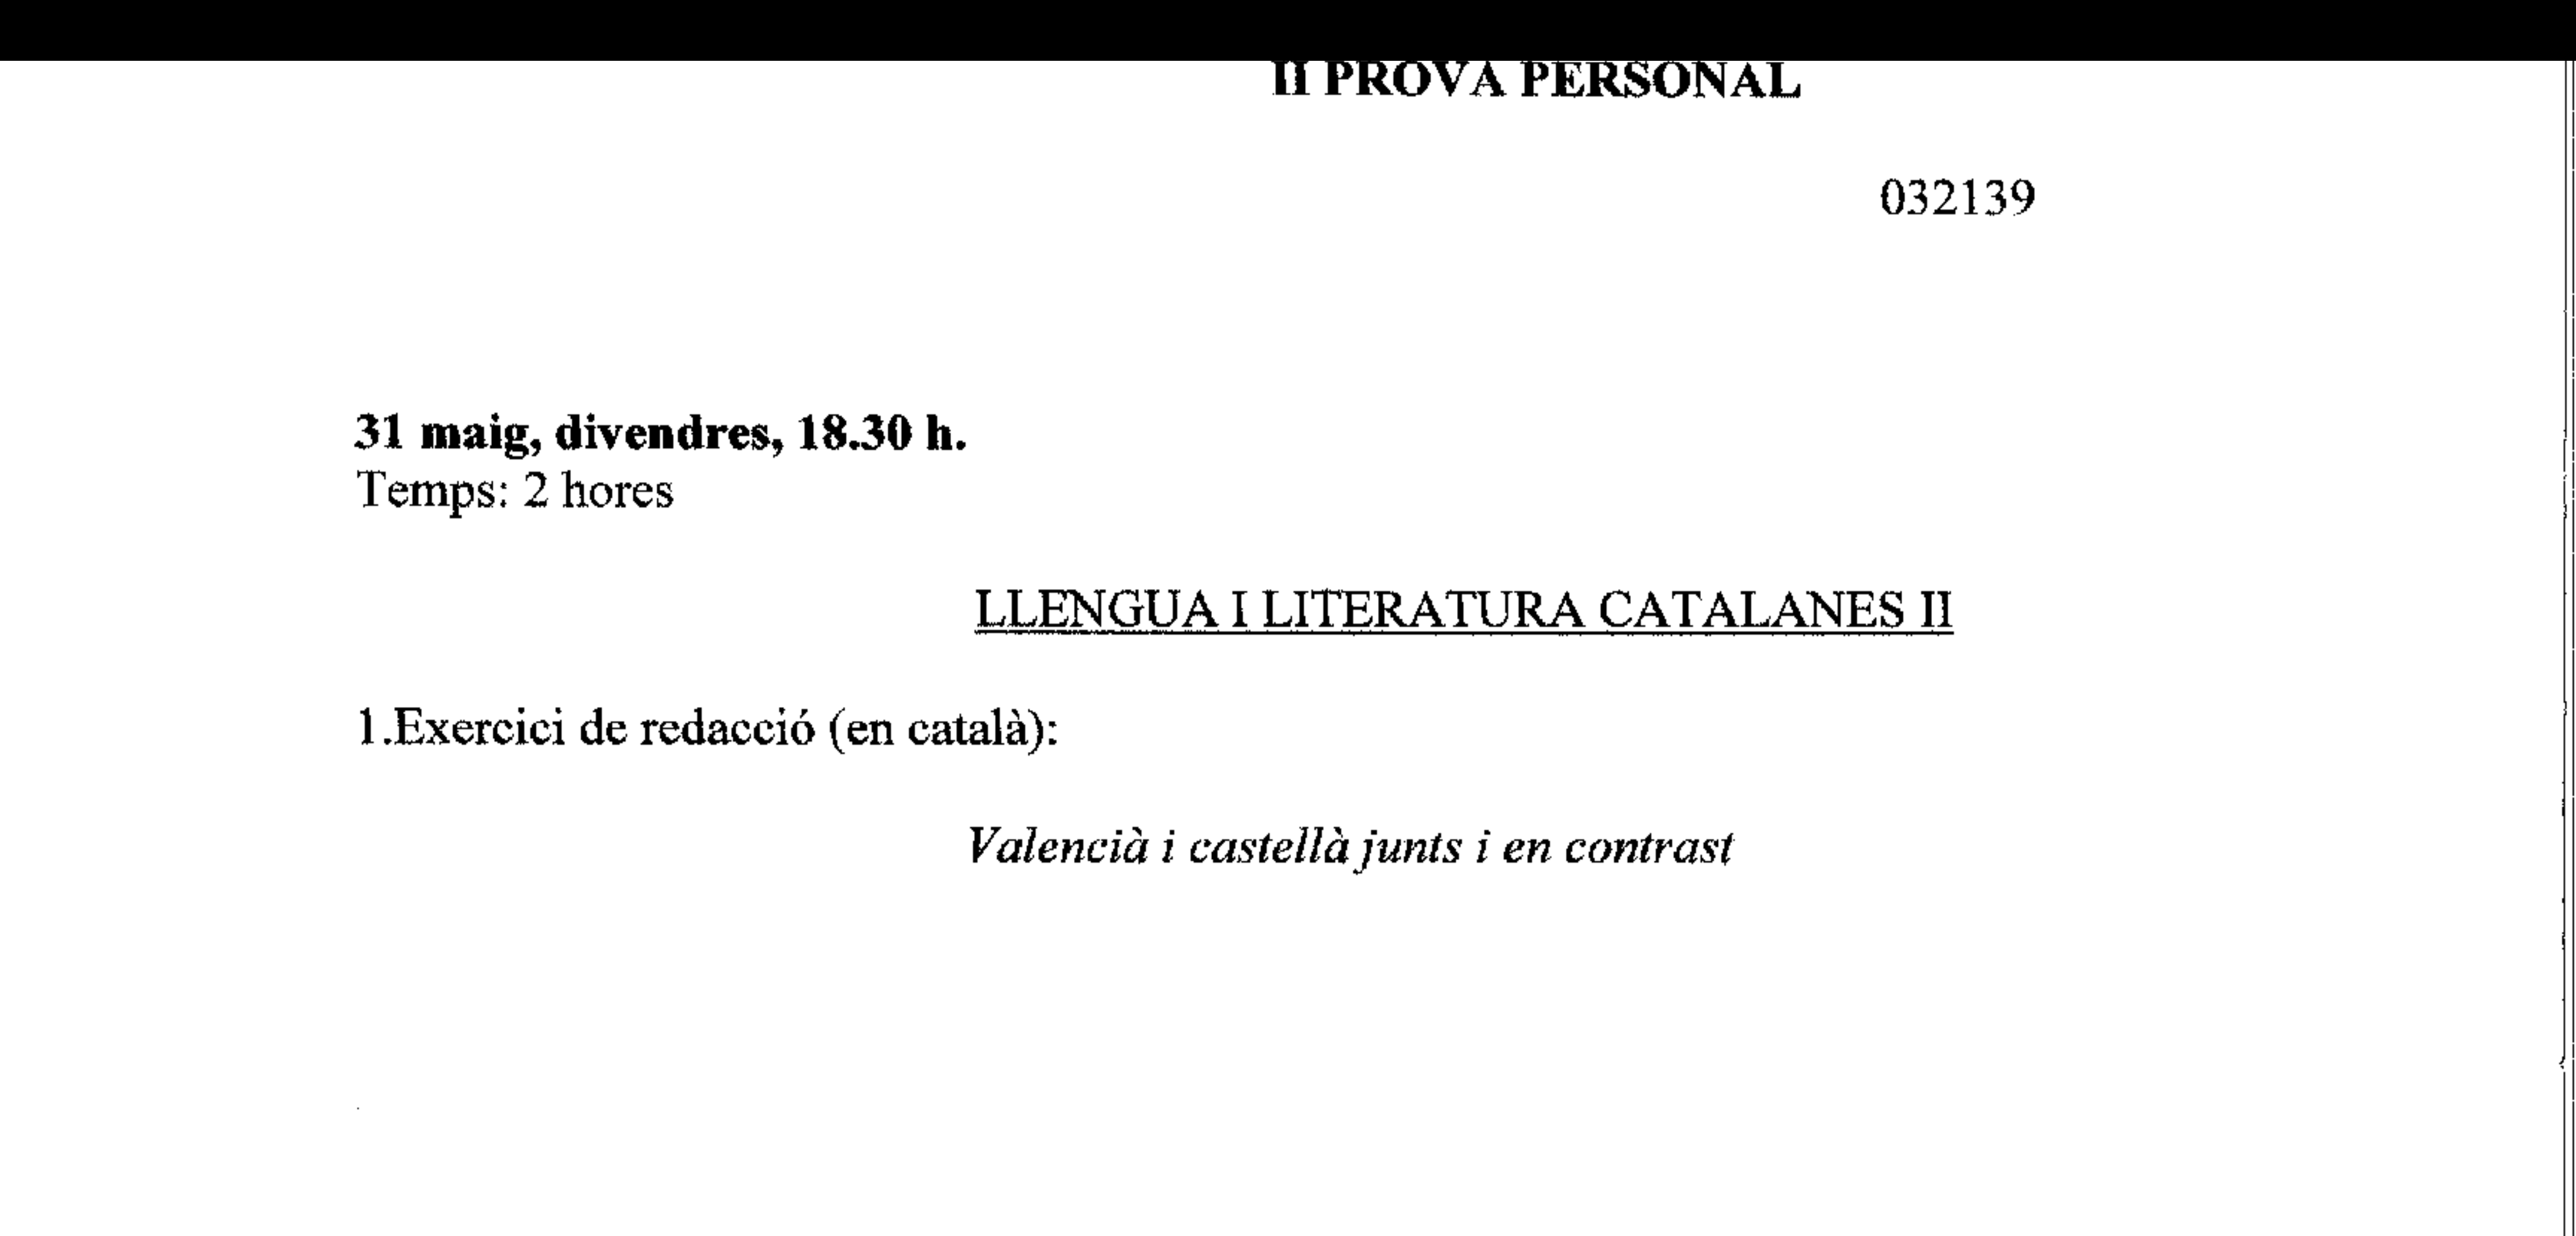 II PROVA PERSONAL
032139
31 maig, divendres, 18.30 h.
Temps: 2 hores
LLENGUA I LITERATURA CATALANES II
1.Exercici de redacció (en català):
Valencià i castellà junts i en contrast